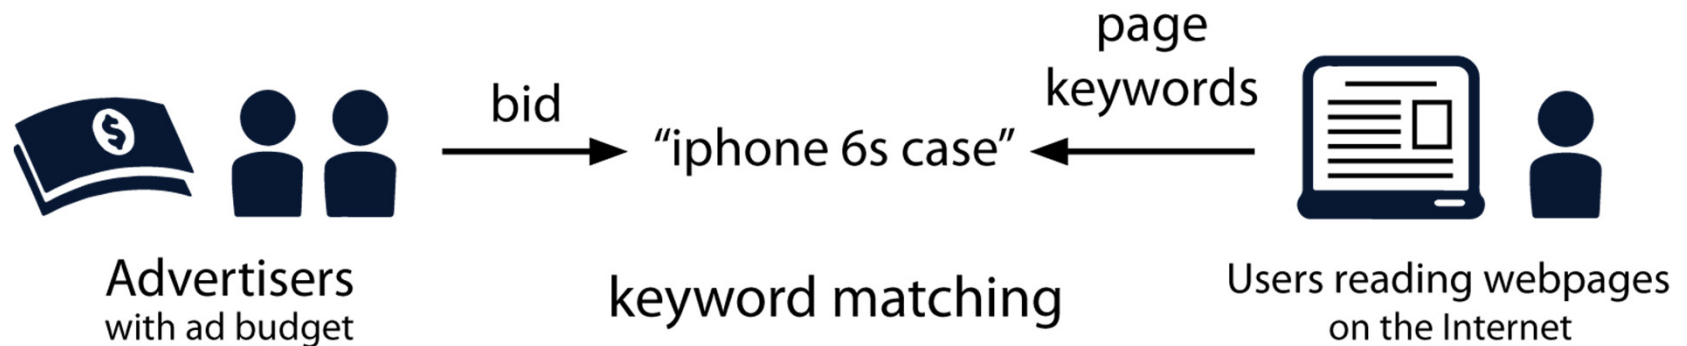 bid
"iphone 6s case"
page
keywords
Advertisers
with ad budget
keyword matching
Users reading webpages
on the Internet